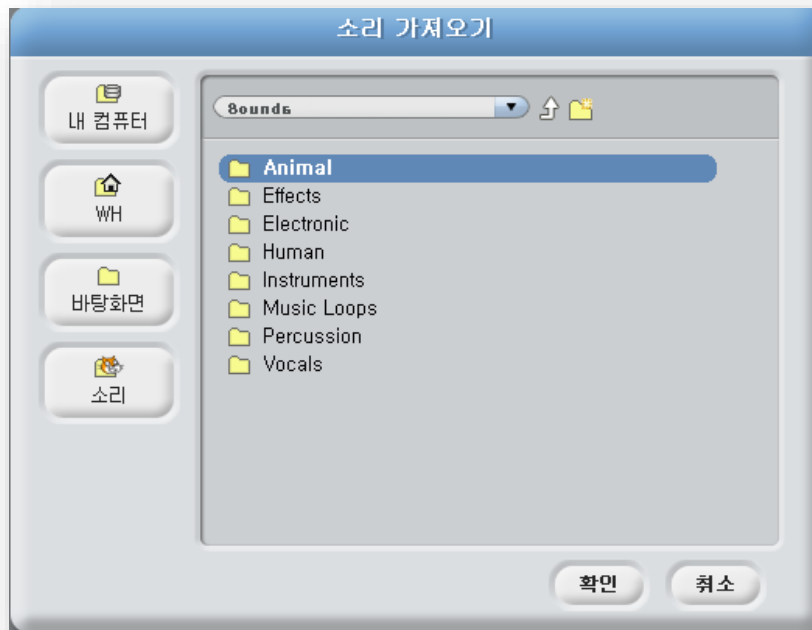 소리 가져오기
내 컴퓨터
WH
바탕화면
소리
Sounds
Animal
Effects
Electronic
Human
Instruments
Music Loops
Percussion
Vocals
확인
취소